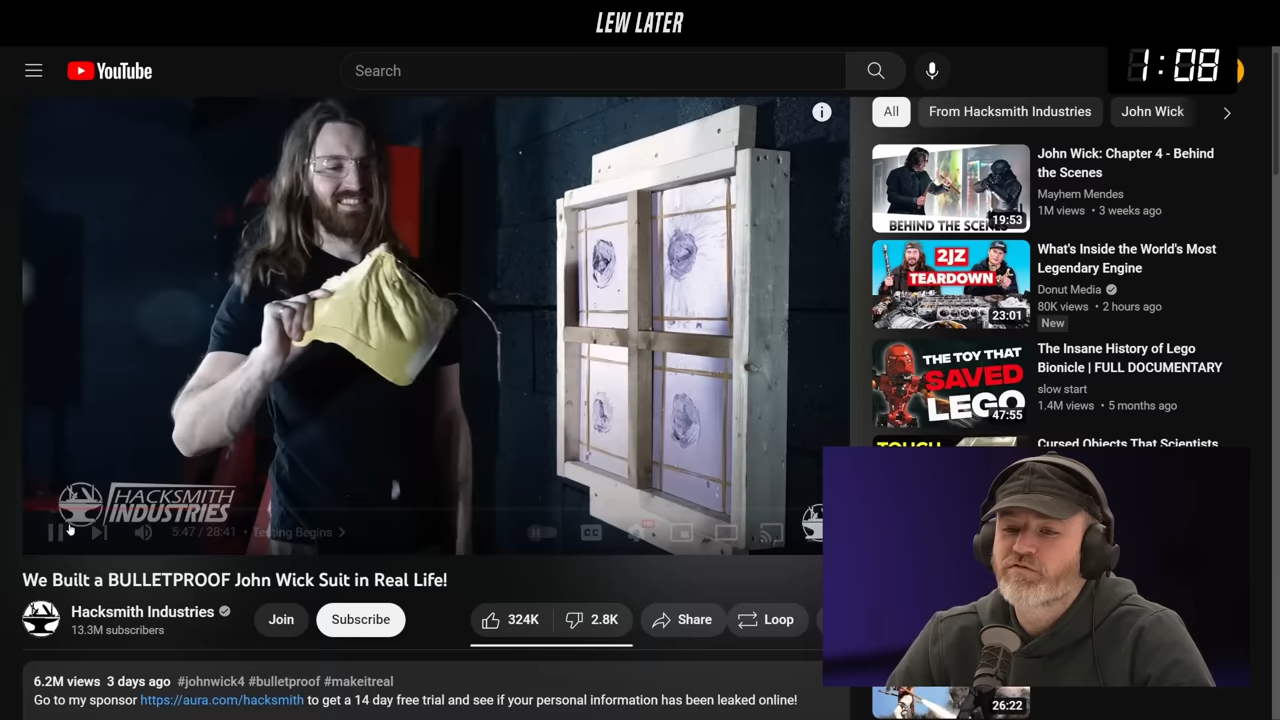 LEW LATER
YouTube
Search
1:08
All
From Hacksmith Industries
John Wick
John Wick: Chapter 4 - Behind
the Scenes
Mayhem Mendes
1M views • 3 weeks ago
BEHIND THE SCEN
19:53
What's Inside the World's Most
Legendary Engine
Donut Media
80K views • 2 hours ago
New
2JZ
TEARDOWN
23:01
The Insane History of Lego
Bionicle | FULL DOCUMENTARY
slow start
1.4M views • 5 months ago
THE TOY THAT
SAVED
LEGO
47:55
Cursed Objects That Scientists
TOUGH
26:22
HACKSMITH
INDUSTRIES
5:47 / 28:41 • Testing Begins
CC
HD
We Built a BULLETPROOF John Wick Suit in Real Life!
Hacksmith Industries
13.3M subscribers
Join
Subscribe
324K
2.8K
Share
Loop
6.2M views 3 days ago #johnwick4 #bulletproof #makeitreal
Go to my sponsor https://aura.com/hacksmith to get a 14 day free trial and see if your personal information has been leaked online!